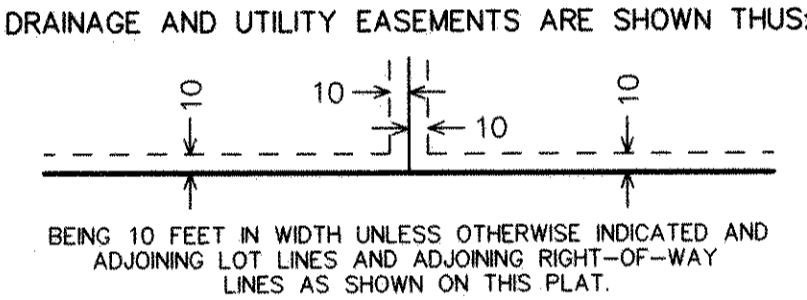 DRAINAGE AND UTILITY EASEMENTS ARE SHOWN THUS:
10 10 10
10
BEING 10 FEET IN WIDTH UNLESS OTHERWISE INDICATED AND
ADJOINING LOT LINES AND ADJOINING RIGHT-OF-WAY
LINES AS SHOWN ON THIS PLAT.